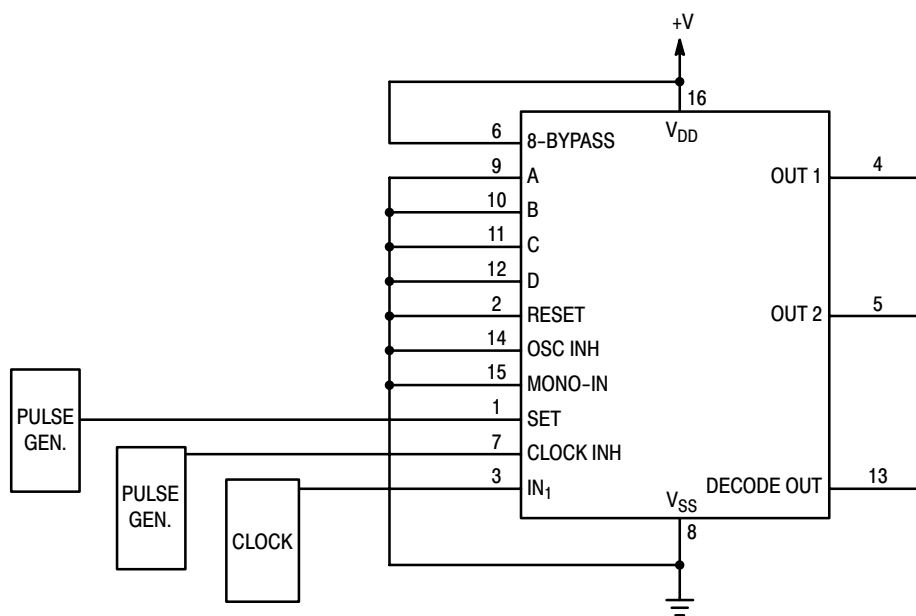 +V
16
VDD
6
8-BYPASS
9
A
OUT 1
4
10
B
11
C
12
D
2
RESET
OUT 2
5
14
OSC INH
15
MONO-IN
PULSE
GEN.
1
SET
7
CLOCK INH
PULSE
GEN.
3
IN1
DECODE OUT
13
VSS
8
CLOCK